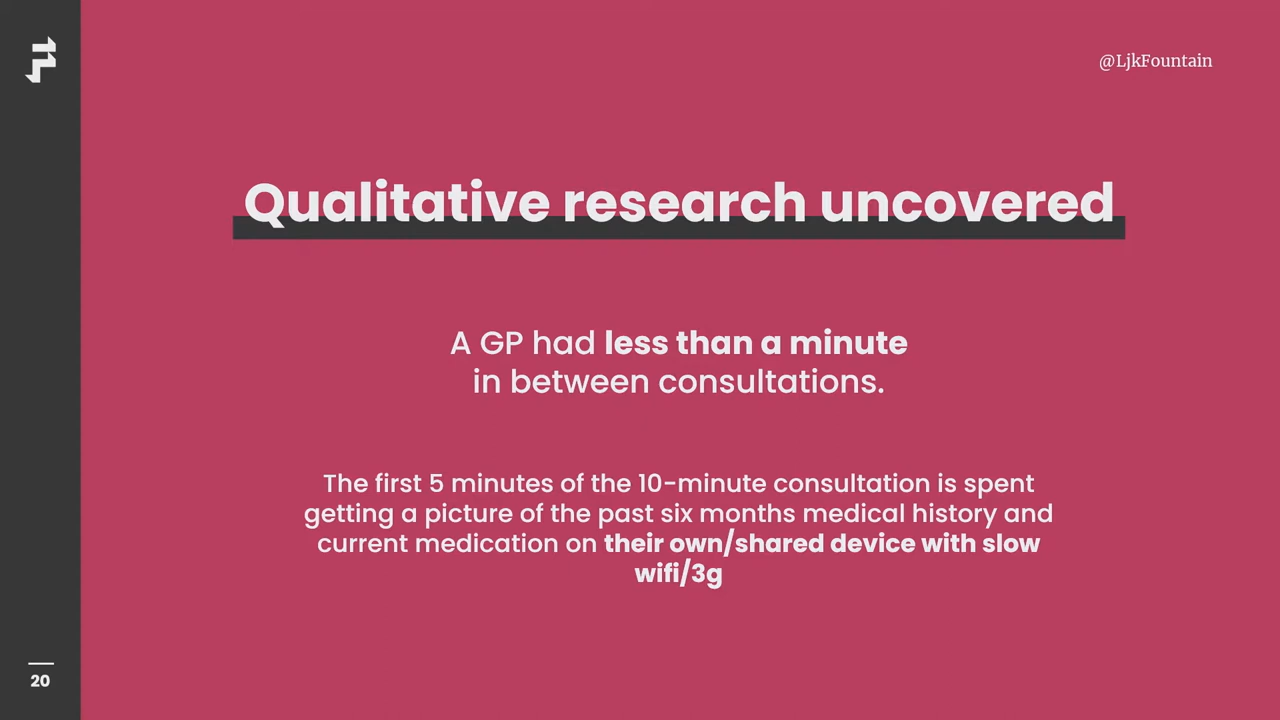 @LjkFountain
Qualitative research uncovered
A GP had less than a minute
in between consultations.
The first 5 minutes of the 10-minute consultation is spent
getting a picture of the past six months medical history and
current medication on their own/shared device with slow
wifi/3g
20